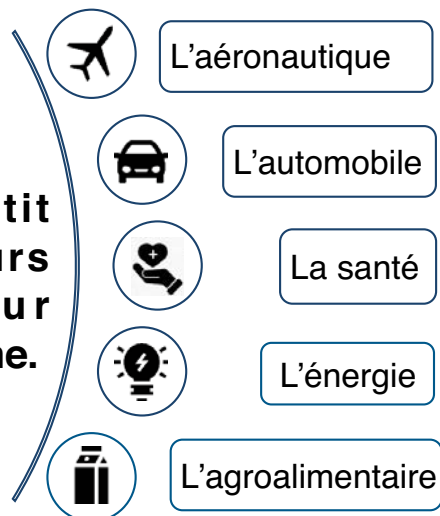 L'aéronautique
L'automobile
tit
urs
La santé
ur
ne.
L'énergie
L'agroalimentaire